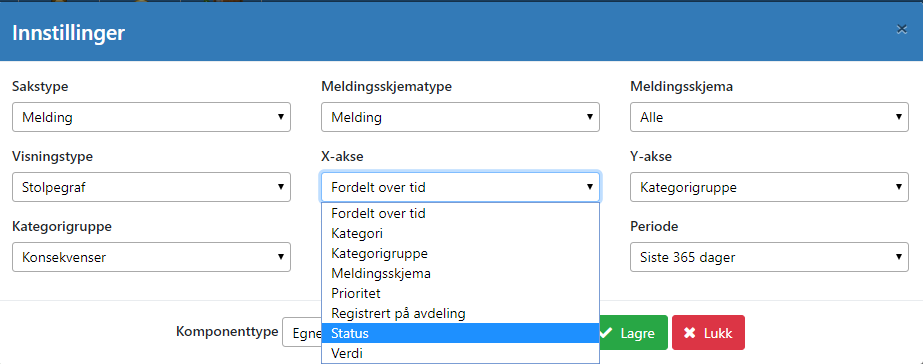 Innstillinger
×
Sakstype
Meldingsskjematype
Meldingsskjema
Melding
Melding
Alle
Visningstype
X-akse
Y-akse
Stolpegraf
Fordelt over tid
Kategorigruppe
Fordelt over tid
Kategori
Kategorigruppe
Meldingsskjema
Prioritet
Registrert på avdeling
Status
Verdi
Kategorigruppe
Periode
Konsekvenser
Siste 365 dager
Komponenttype
Egne
Lagre
Lukk